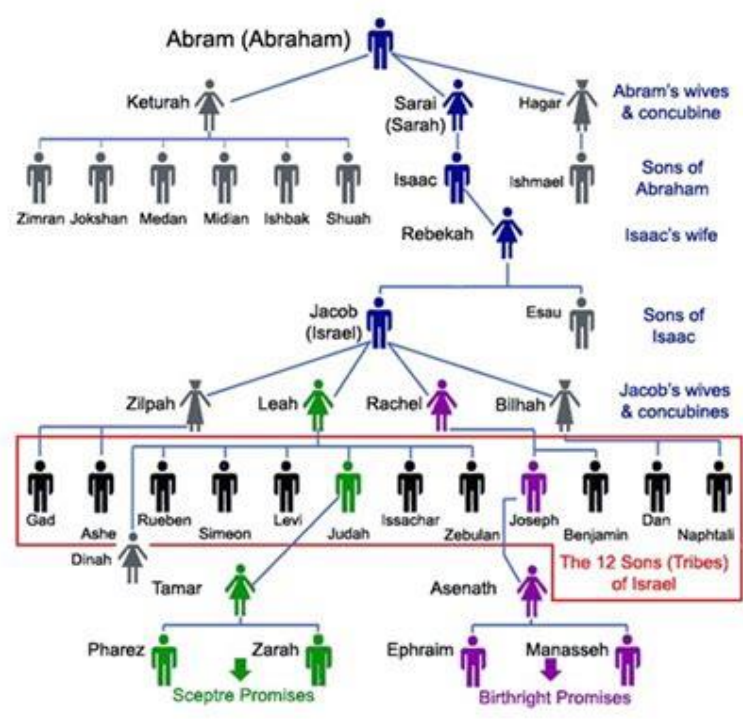 Abram (Abraham)
Keturah
Sarai
(Sarah)
Hagar
Abram's wives
& concubine
Zimran
Jokshan
Medan
Midian
Ishbak
Shuah
Isaac
Ishmael
Sons of
Abraham
Rebekah
Isaac's wife
Jacob
(Israel)
Esau
Sons of
Isaac
Zilpah
Leah
Rachel
Bilhah
Jacob's wives
& concubines
Gad
Ashe
Rueben
Simeon
Levi
Judah
Issachar
Zebulan
Joseph
Benjamin
Dan
Naphtali
Dinah
The 12 Sons (Tribes)
of Israel
Tamar
Asenath
Pharez
Zarah
Ephraim
Manasseh
Sceptre Promises
Birthright Promises